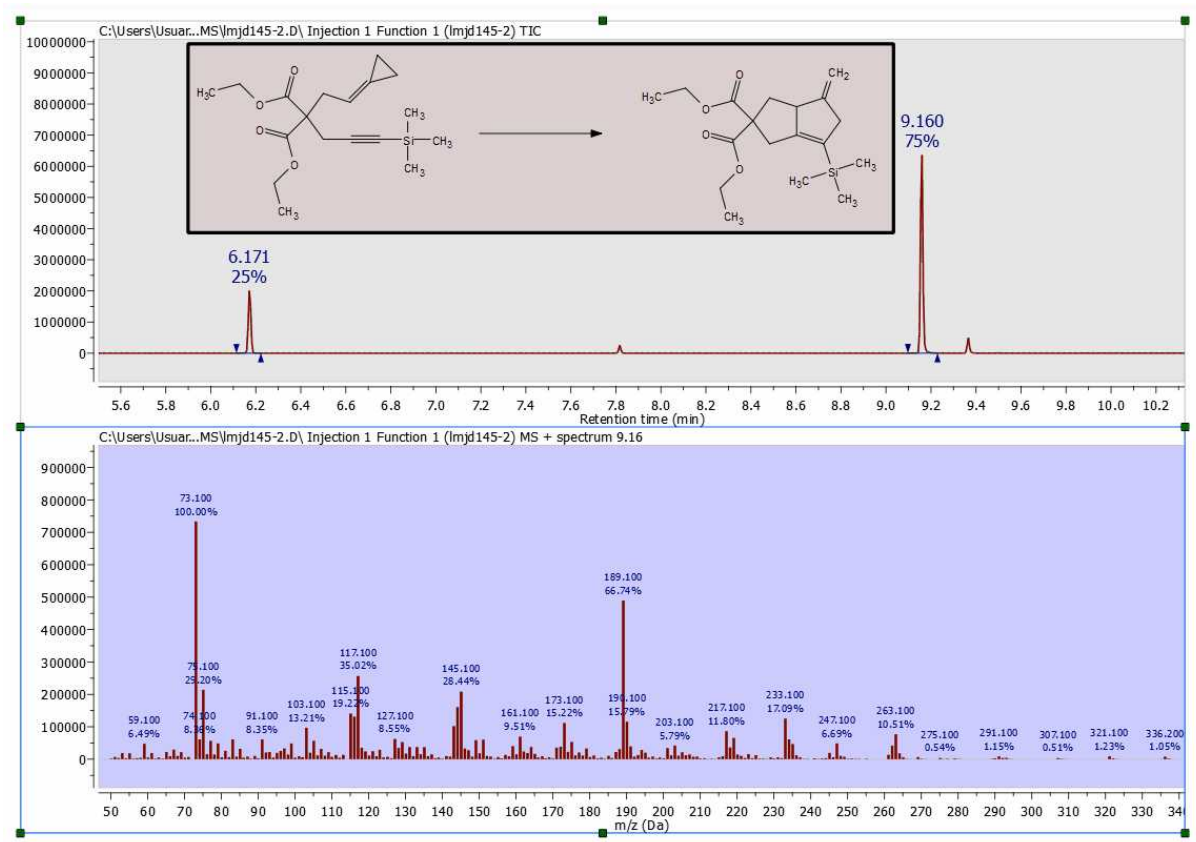 C:\Users\Usuar...MS\lmjd145-2.D\ Injection 1 Function 1 (lmjd145-2) TIC
10000000
9000000
8000000
7000000
6000000
5000000
4000000
3000000
2000000
1000000
0
H3C
O
O
O
O
CH3
CH3
Si
CH3
CH3
H3C
O
O
O
O
CH3
CH2
Si
CH3
H3C
CH3
6.171
25%
9.160
75%
5.6 5.8 6.0 6.2 6.4 6.6 6.8 7.0 7.2 7.4 7.6 7.8 8.0 8.2 8.4 8.6 8.8 9.0 9.2 9.4 9.6 9.8 10.0 10.2
Retention time (min)
C:\Users\Usuar...MS\lmjd145-2.D\ Injection 1 Function 1 (lmjd145-2) MS + spectrum 9.16
900000
800000
700000
600000
500000
400000
300000
200000
100000
0
59.100
6.49%
73.100
100.00%
74.100
75.100
29.20%
91.100
8.35%
103.100
13.21%
115.100
19.22%
117.100
35.02%
127.100
8.55%
145.100
28.44%
161.100
9.51%
173.100
15.22%
189.100
66.74%
190.100
15.79%
203.100
5.79%
217.100
11.80%
233.100
17.09%
247.100
6.69%
263.100
10.51%
275.100
0.54%
291.100
1.15%
307.100
0.51%
321.100
1.23%
336.200
1.05%
50 60 70 80 90 100 110 120 130 140 150 160 170 180 190 200 210 220 230 240 250 260 270 280 290 300 310 320 330
m/z (Da)